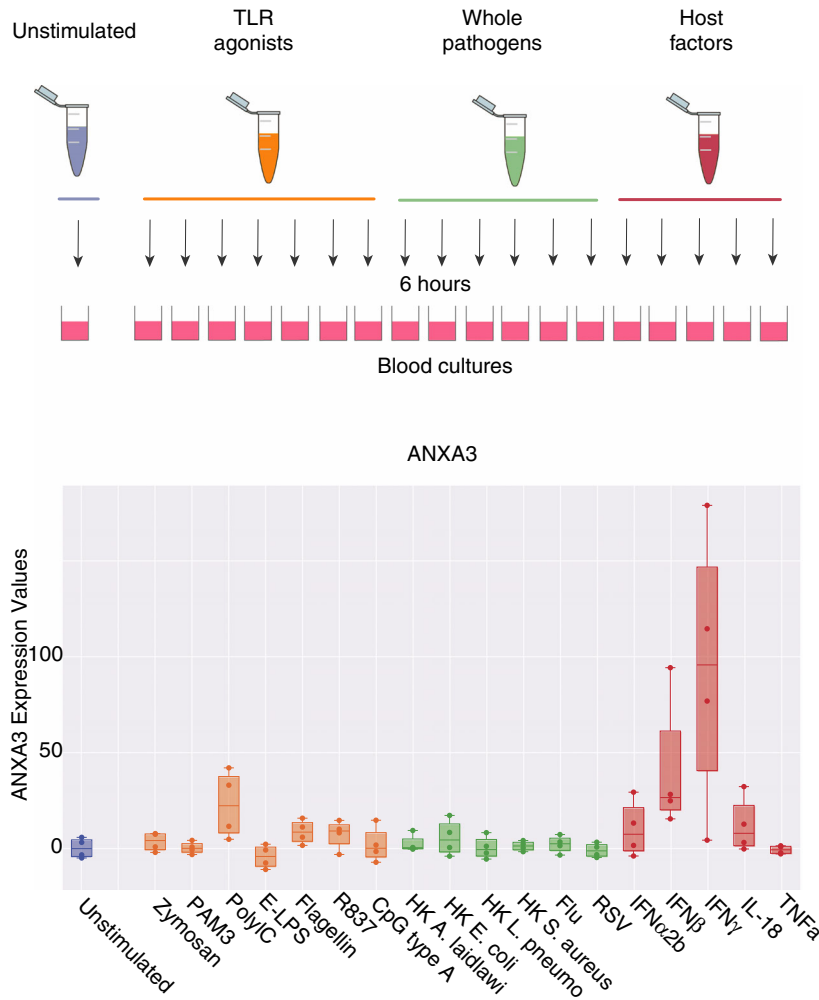 Unstimulated
TLR
agonists
Whole
pathogens
Host
factors
6 hours
Blood cultures
ANXA3
ANXA3 Expression Values
100
50
0
Unstimulated
Zymosan
PAM3
PolyIC
E-LPS
Flagellin
R837
CpG type A
HK A. laidlawi
HK E. coli
HK L. pneumo
HK S. aureus
Flu
RSV
IFNα2b
IFNβ
IFNγ
IL-18
TNFa